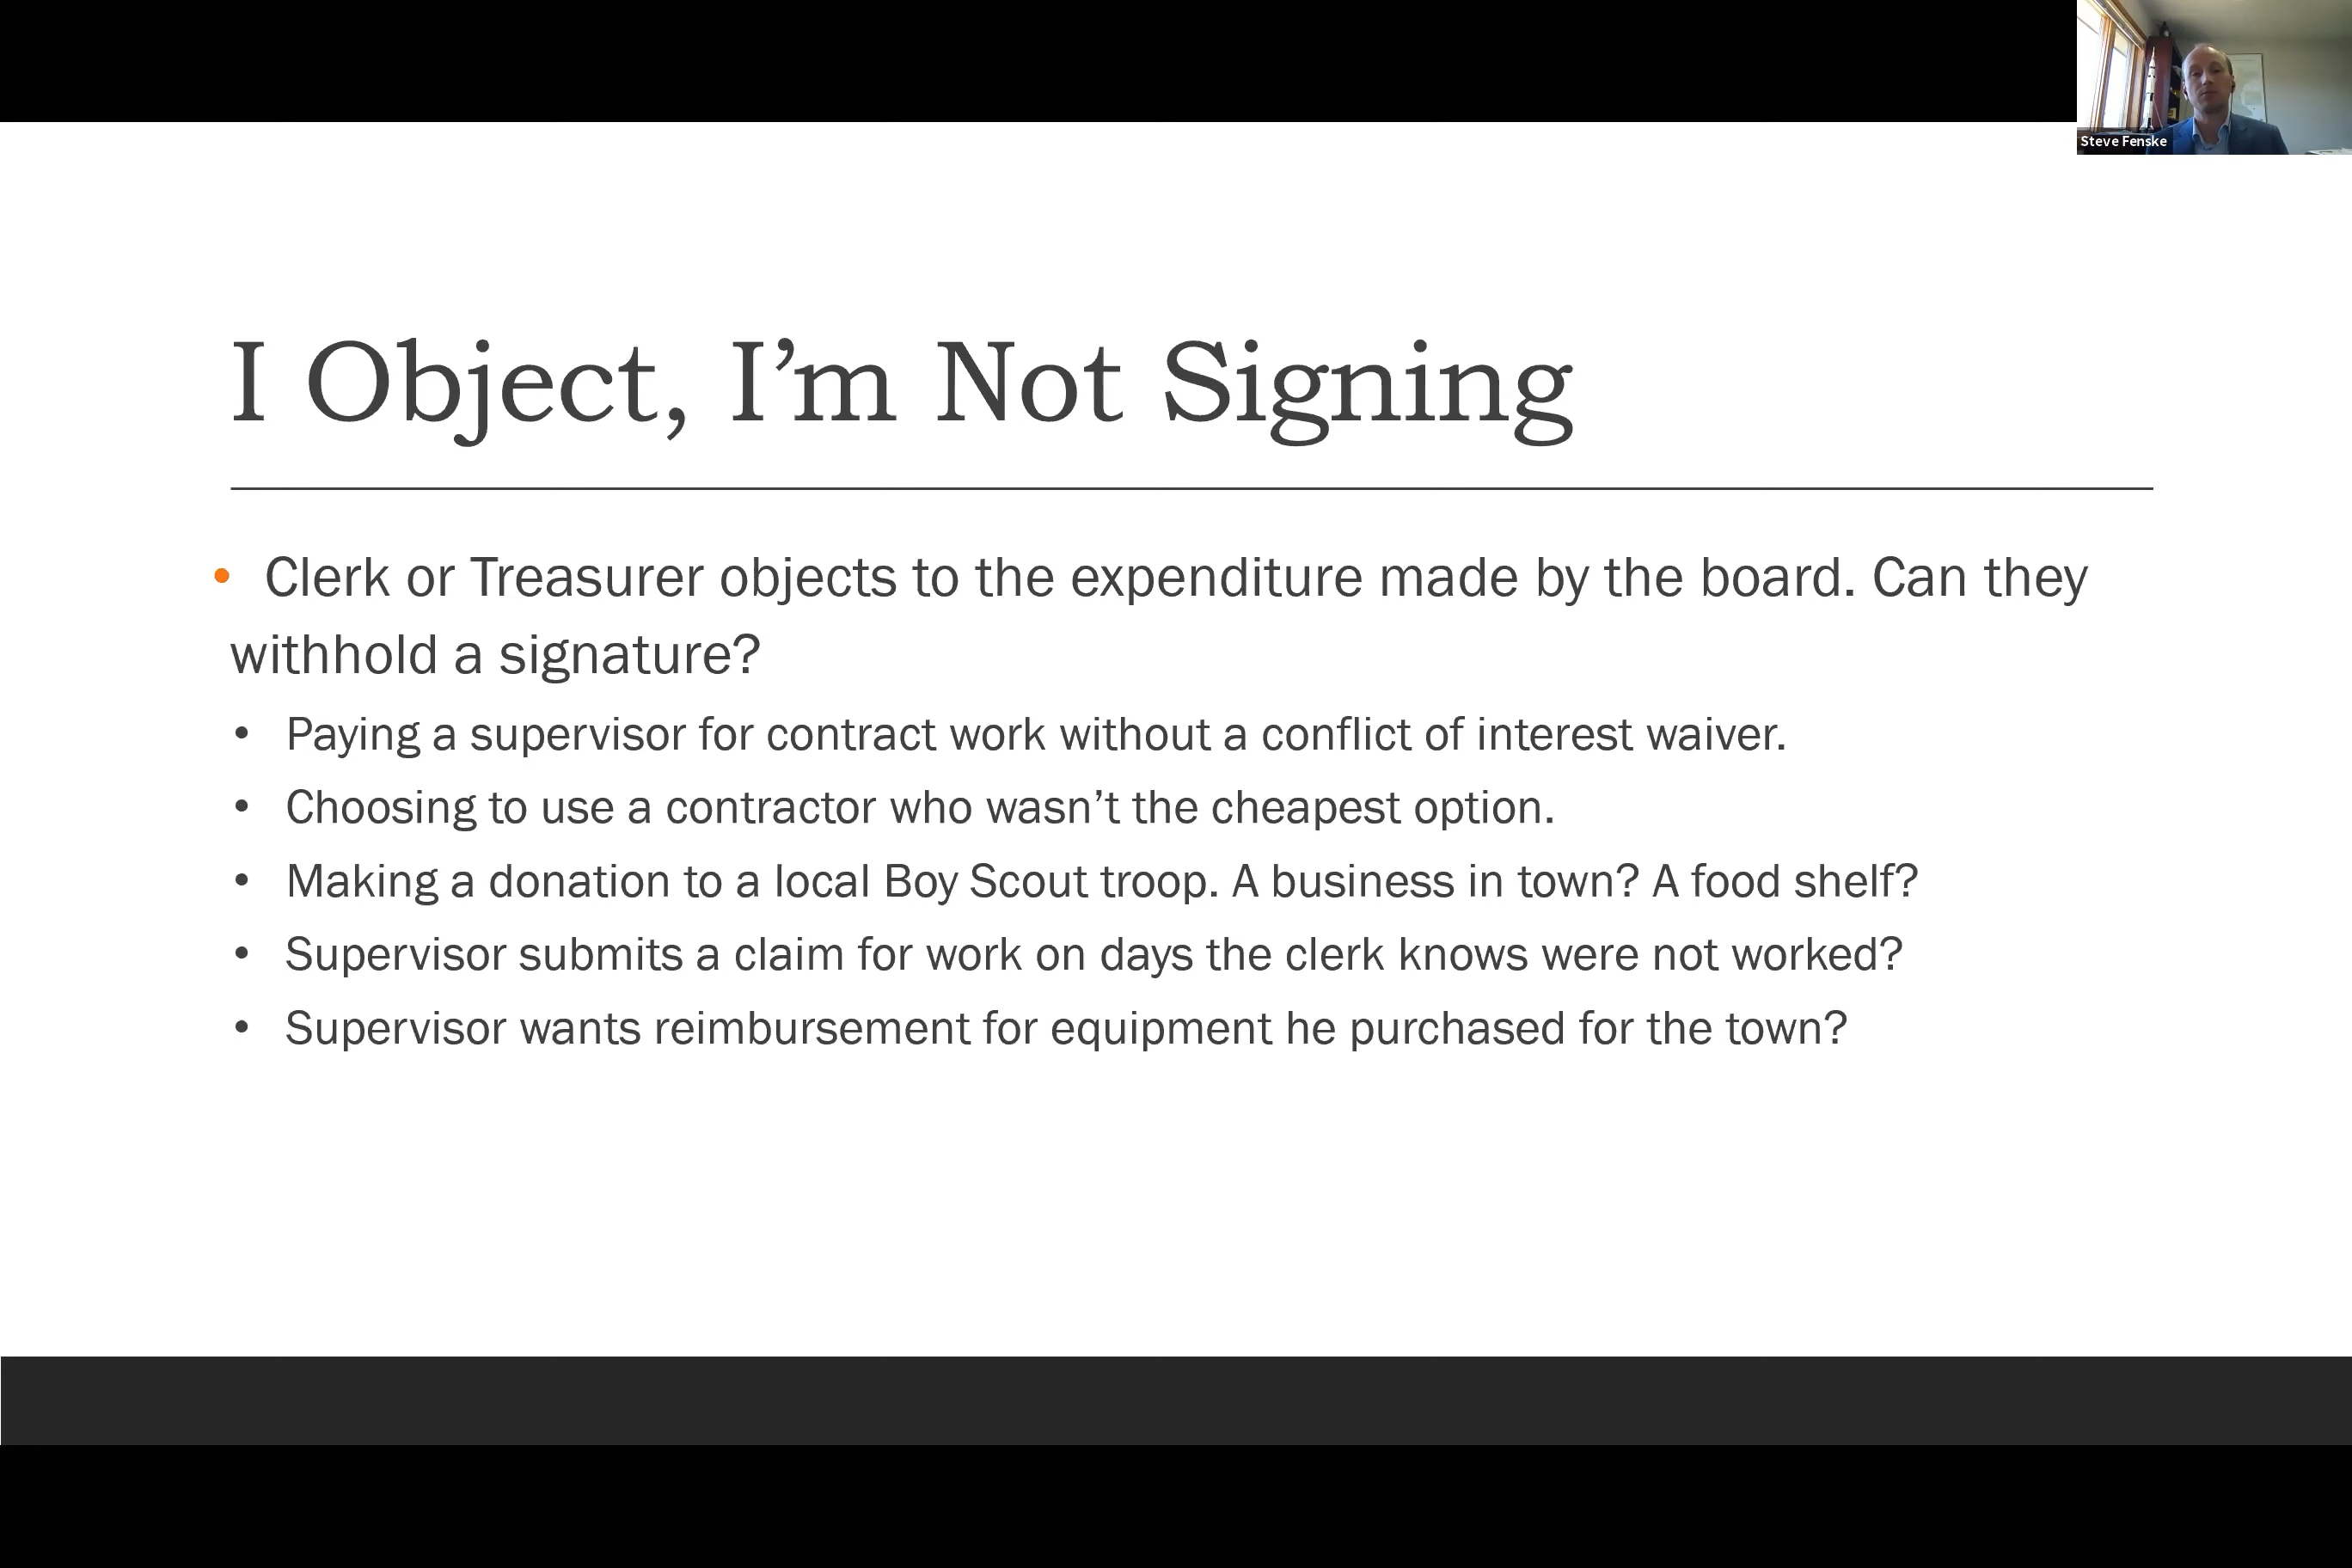 Steve Fenske
I Object, I’m Not Signing
• Clerk or Treasurer objects to the expenditure made by the board. Can they
withhold a signature?
• Paying a supervisor for contract work without a conflict of interest waiver.
• Choosing to use a contractor who wasn’t the cheapest option.
• Making a donation to a local Boy Scout troop. A business in town? A food shelf?
• Supervisor submits a claim for work on days the clerk knows were not worked?
• Supervisor wants reimbursement for equipment he purchased for the town?